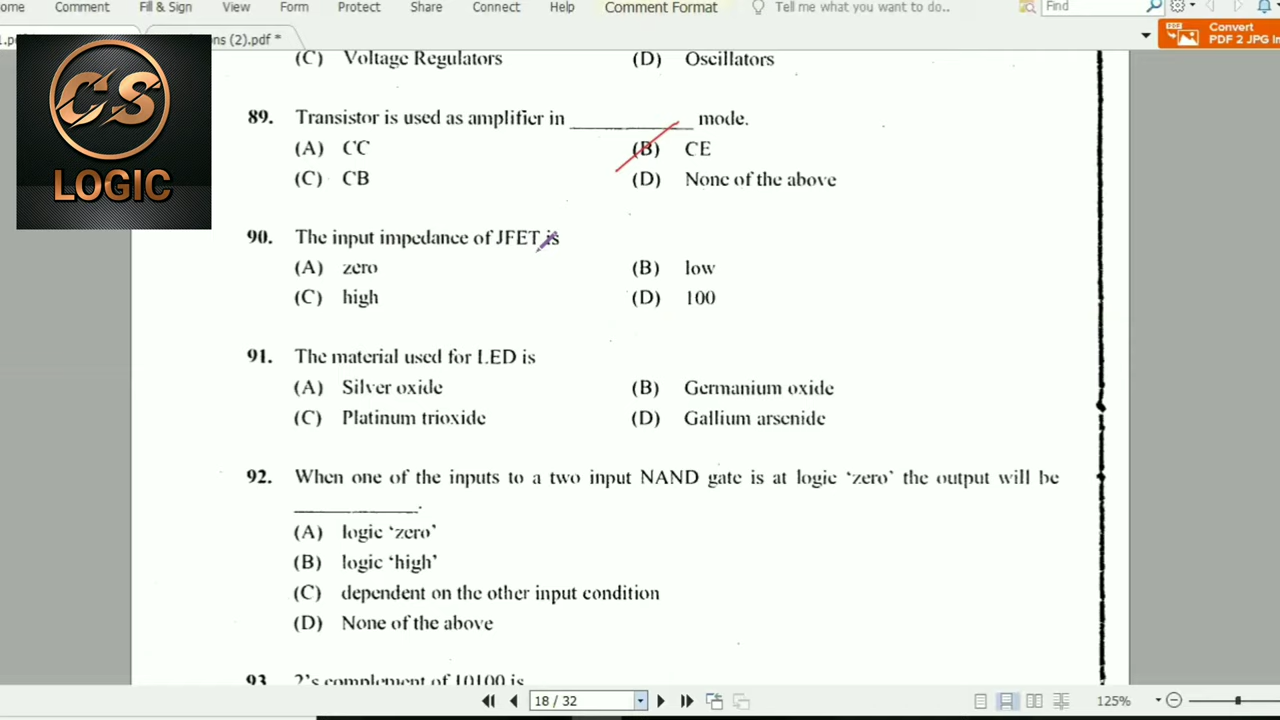 ome Comment Fill & Sign View Form Protect Share Connect Help Comment Format Tell me what you want to do.. Find
1.p ons (2).pdf *
Convert
PDF 2 JPG In
CS
LOGIC
(C) Voltage Regulators (D) Oscillators
89. Transistor is used as amplifier in ____________ mode.
(A) CC (B) CE
(C) CB (D) None of the above
90. The input impedance of JFET is
(A) zero (B) low
(C) high (D) 100
91. The material used for LED is
(A) Silver oxide (B) Germanium oxide
(C) Platinum trioxide (D) Gallium arsenide
92. When one of the inputs to a two input NAND gate is at logic ‘zero’ the output will be
____________.
(A) logic ‘zero’
(B) logic ‘high’
(C) dependent on the other input condition
(D) None of the above
93 2's complement of 10100 is
18 / 32 125%